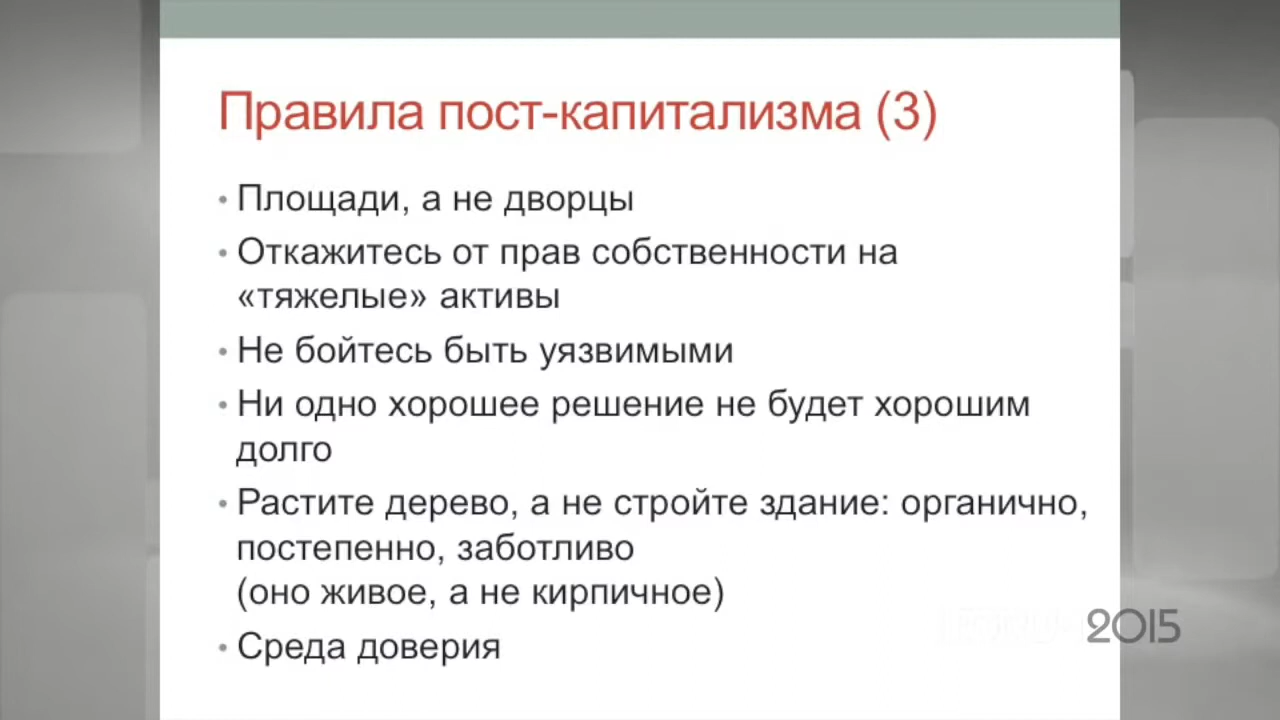 Правила пост-капитализма (3)
• Площади, а не дворцы
• Откажитесь от прав собственности на
«тяжелые» активы
• Не бойтесь быть уязвимыми
• Ни одно хорошее решение не будет хорошим
долго
• Растите дерево, а не стройте здание: органично,
постепенно, заботливо
(оно живое, а не кирпичное)
• Среда доверия
2015